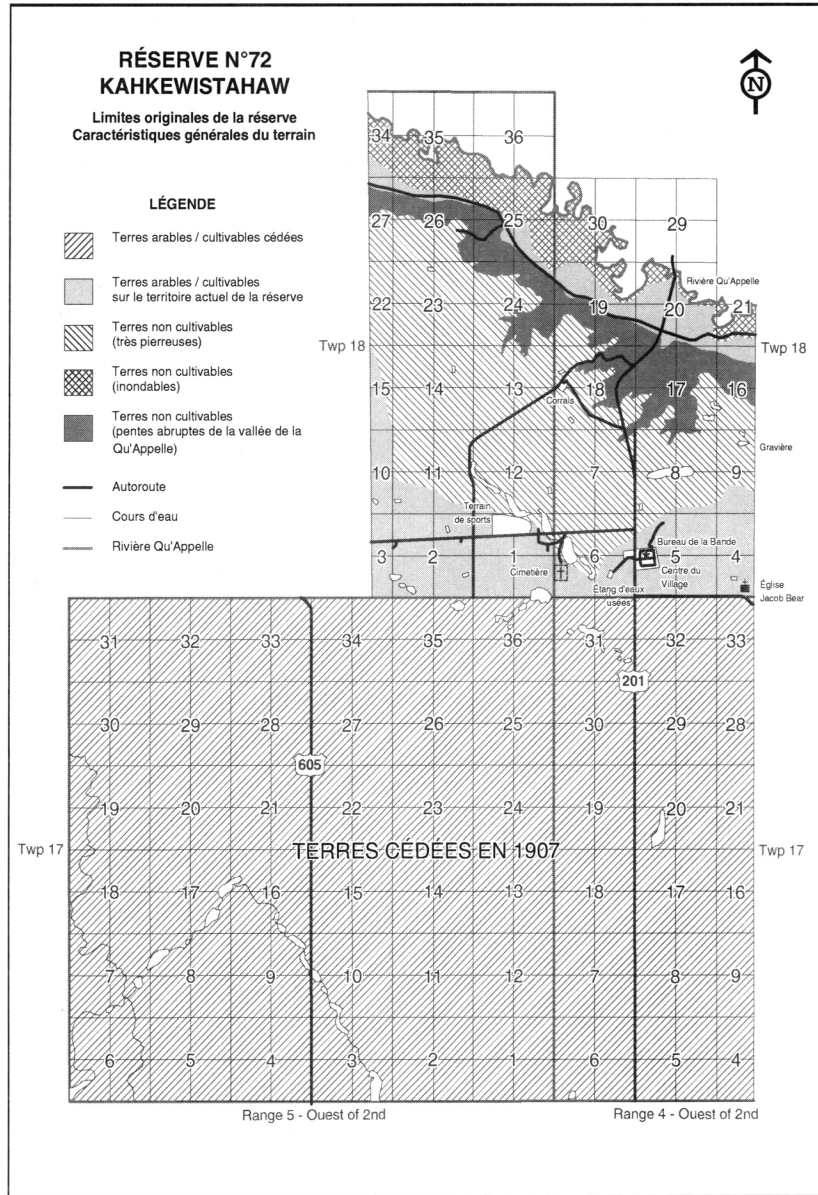 RÉSERVE N°72
KAHKEWISTAHAW
Limites originales de la réserve
Caractéristiques générales du terrain
N
LÉGENDE
Terres arables / cultivables cédées
Terres arables / cultivables
sur le territoire actuel de la réserve
Terres non cultivables
(très pierreuses)
Terres non cultivables
(inondables)
Terres non cultivables
(pentes abruptes de la vallée de la
Qu'Appelle)
Autoroute
Cours d'eau
Rivière Qu'Appelle
34 35 36
27 26 25 30 29
Rivière Qu'Appelle
22 23 24 19 20 21
Twp 18 Twp 18
15 14 13 18 17 16
Corrals
Gravière
10 11 12 7 8 9
Terrain
de sports
Bureau de la Bande
3 2 1 6 5 4
Cimetière
Centre du
Village
Étang d'eaux
usées
Église
Jacob Bear
31 32 33 34 35 36 31 32 33
201
30 29 28 27 26 25 30 29 28
605
19 20 21 22 23 24 19 20 21
Twp 17 TERRES CÉDÉES EN 1907 Twp 17
18 17 16 15 14 13 18 17 16
7 8 9 10 11 12 7 8 9
6 5 4 3 2 1 6 5 4
Range 5 - Ouest of 2nd Range 4 - Ouest of 2nd